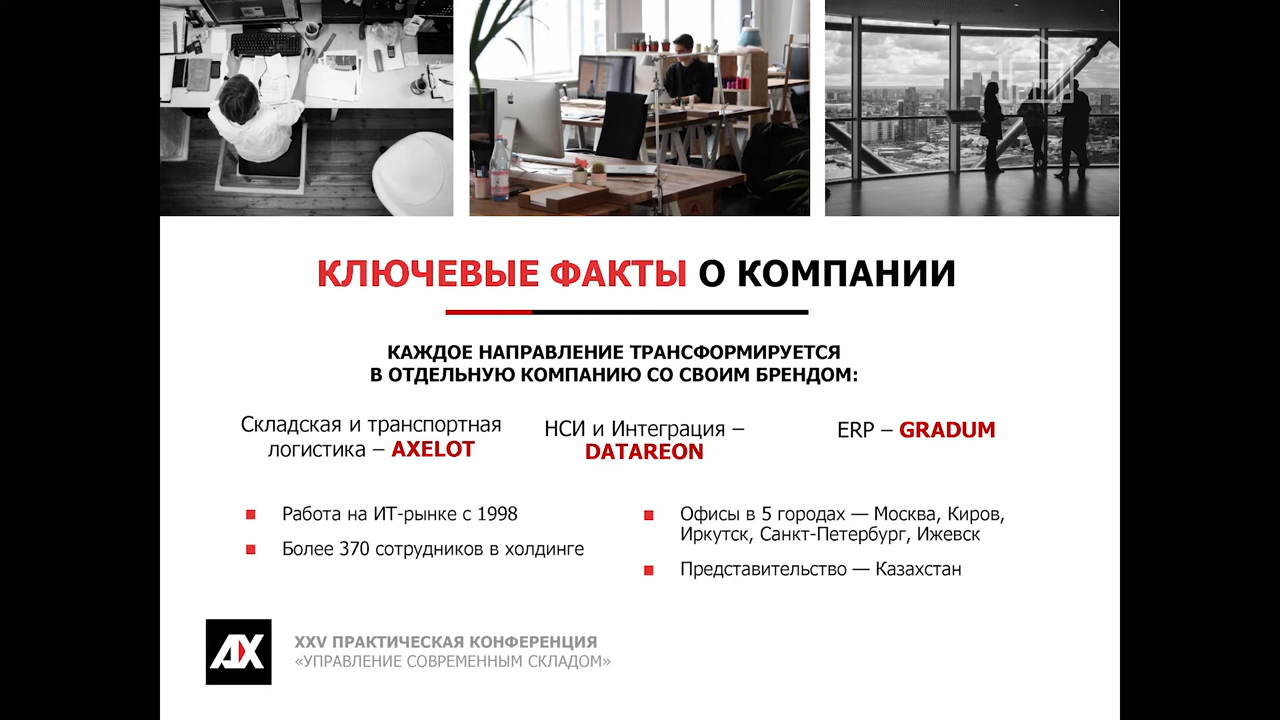 КЛЮЧЕВЫЕ ФАКТЫ О КОМПАНИИ
КАЖДОЕ НАПРАВЛЕНИЕ ТРАНСФОРМИРУЕТСЯ
В ОТДЕЛЬНУЮ КОМПАНИЮ СО СВОИМ БРЕНДОМ:
Складская и транспортная
логистика – AXELOT
НСИ и Интеграция –
DATAREON
ERP – GRADUM
Работа на ИТ-рынке с 1998
Более 370 сотрудников в холдинге
Офисы в 5 городах — Москва, Киров,
Иркутск, Санкт-Петербург, Ижевск
Представительство — Казахстан
AX
XXV ПРАКТИЧЕСКАЯ КОНФЕРЕНЦИЯ
«УПРАВЛЕНИЕ СОВРЕМЕННЫМ СКЛАДОМ»